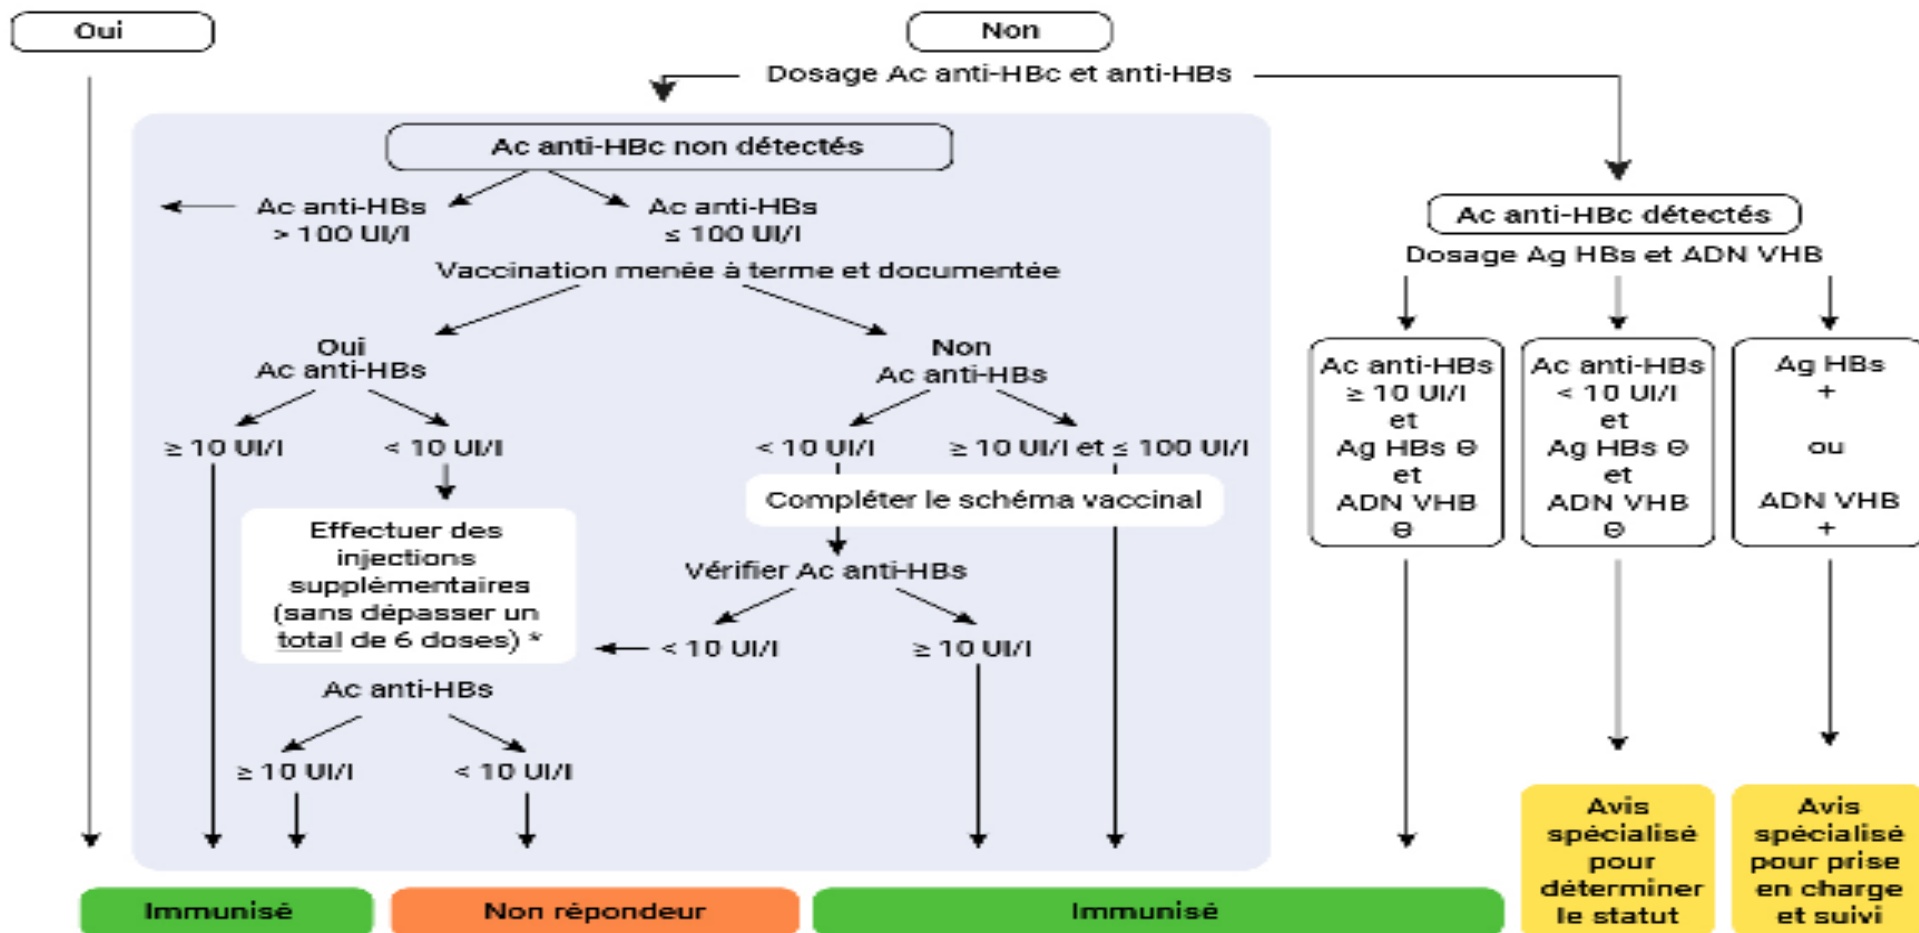 Oui
Non
Dosage Ac anti-HBc et anti-HBs
Ac anti-HBc non détectés
Ac anti-HBs
> 100 UI/l
Ac anti-HBs
≤ 100 UI/l
Vaccination menée à terme et documentée
Oui
Ac anti-HBs
Non
Ac anti-HBs
≥ 10 UI/l
< 10 UI/l
< 10 UI/l
≥ 10 UI/l et ≤ 100 UI/l
Compléter le schéma vaccinal
Effectuer des
injections
supplémentaires
(sans dépasser un
total de 6 doses) *
Vérifier Ac anti-HBs
< 10 UI/l
≥ 10 UI/l
Ac anti-HBs
≥ 10 UI/l
< 10 UI/l
Ac anti-HBc détectés
Dosage Ag HBs et ADN VHB
Ac anti-HBs
≥ 10 UI/l
et
Ag HBs ⊖
et
ADN VHB
⊖
Ac anti-HBs
< 10 UI/l
et
Ag HBs ⊖
et
ADN VHB
⊖
Ag HBs
+
ou
ADN VHB
+
Immunisé
Non répondeur
Immunisé
Avis
spécialisé
pour
déterminer
le statut
Avis
spécialisé
pour prise
en charge
et suivi